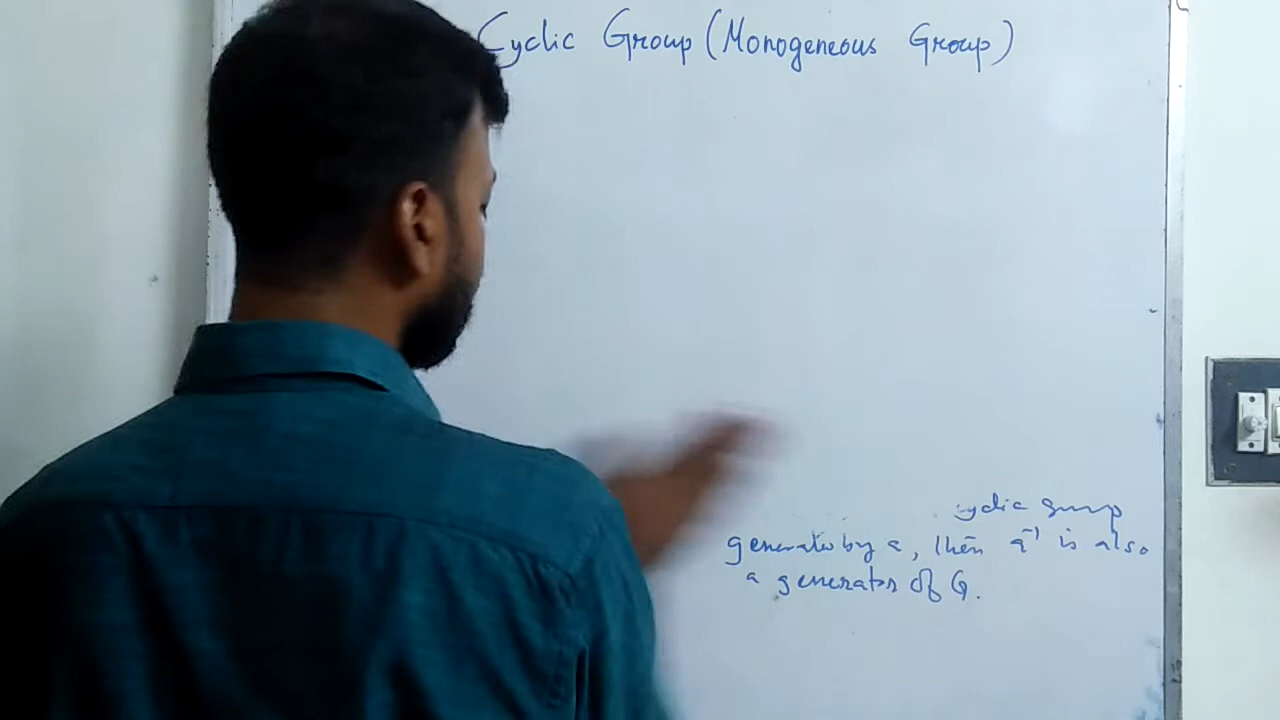 Cyclic Group (Monogeneous Group)
cyclic group
generated by a, then a⁻¹ is also
a generator of G.